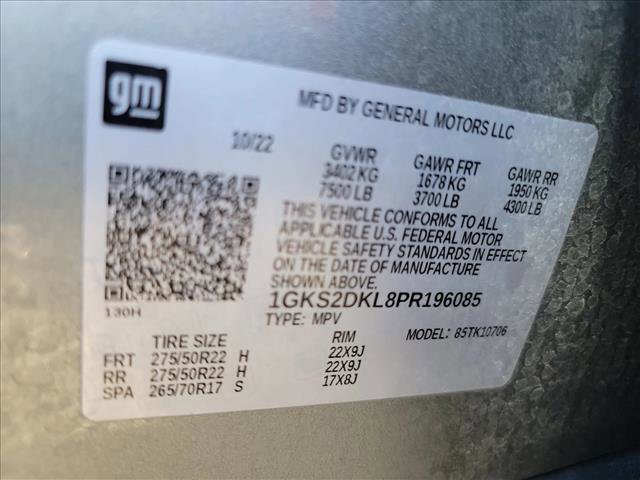 gm
MFD BY GENERAL MOTORS LLC
10/22
GVWR GAWR FRT GAWR RR
3402 KG 1678 KG 1950 KG
7500 LB 3700 LB 4300 LB
THIS VEHICLE CONFORMS TO ALL
APPLICABLE U.S. FEDERAL MOTOR
VEHICLE SAFETY STANDARDS IN EFFECT
ON THE DATE OF MANUFACTURE
SHOWN ABOVE.
1GKS2DKL8PR196085
TYPE: MPV MODEL: 85TK10706
130H
TIRE SIZE RIM
FRT 275/50R22 H 22X9J
RR 275/50R22 H 22X9J
SPA 265/70R17 S 17X8J